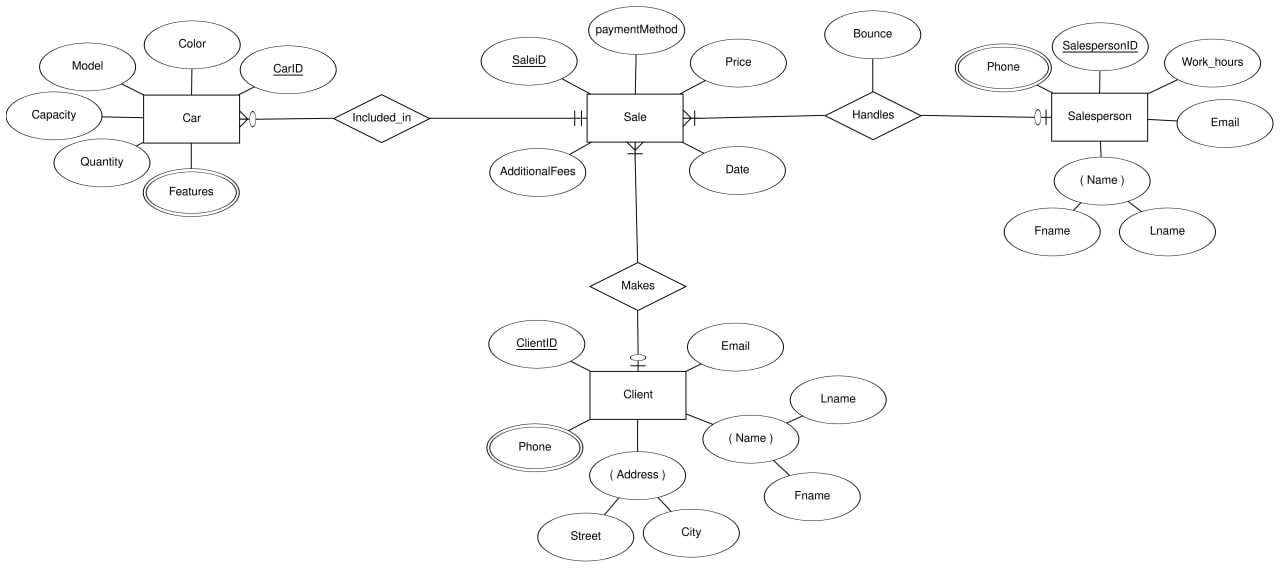 Color
Model
CarID
Capacity
Car
Quantity
Features
Included_in
paymentMethod
SaleiD
Price
Sale
AdditionalFees
Date
Bounce
Handles
SalespersonID
Phone
Work_hours
Salesperson
Email
( Name )
Fname
Lname
Makes
ClientID
Email
Client
Lname
Phone
( Name )
( Address )
Fname
Street
City